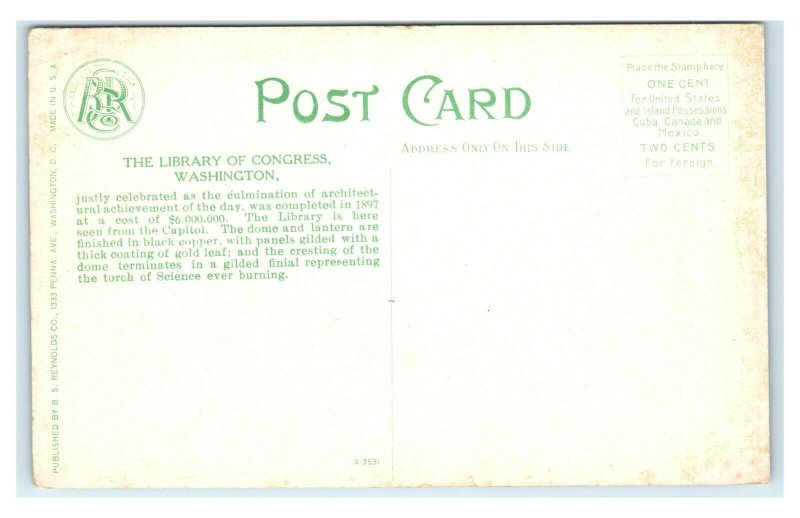 POST CARD
ADDRESS ONLY ON THIS SIDE
Place the Stamp here
ONE CENT
for United States
and Island Possessions
Cuba, Canada and
Mexico.
TWO CENTS
for Foreign.
THE LIBRARY OF CONGRESS,
WASHINGTON,
justly celebrated as the culmination of architect-
ural achievement of the day, was completed in 1897
at a cost of $6.000.000. The Library is here
seen from the Capitol. The dome and lantern are
finished in black copper, with panels gilded with a
thick coating of gold leaf; and the cresting of the
dome terminates in a gilded finial representing
the torch of Science ever burning.
PUBLISHED BY B. S. REYNOLDS CO., 1333 PENNA. AVE., WASHINGTON, D. C. MADE IN U. S. A
A-3531